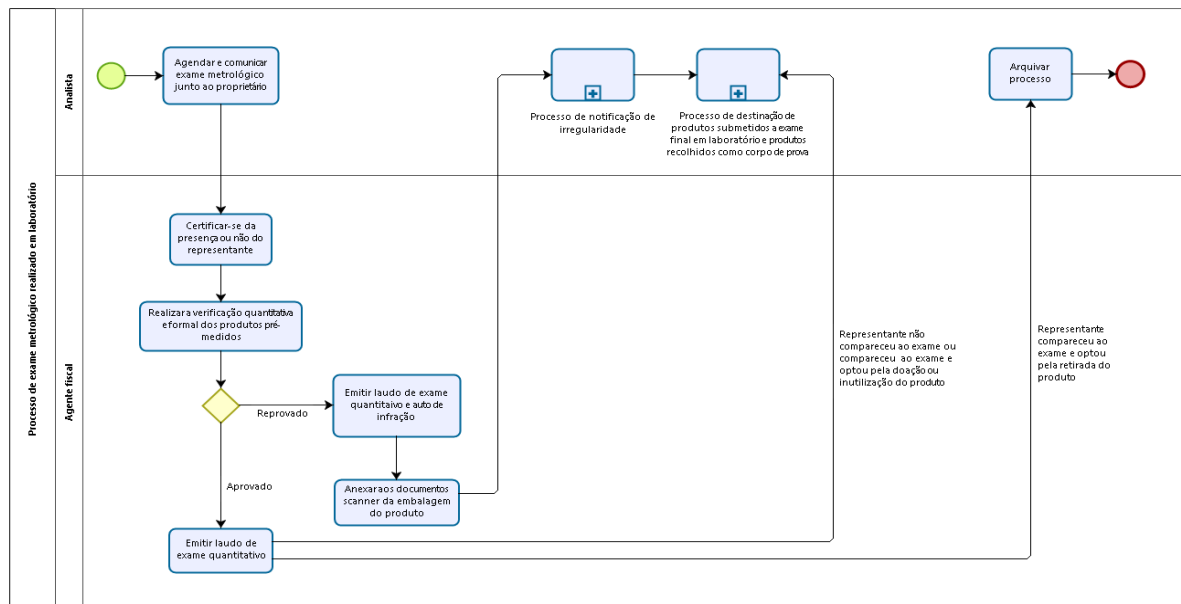 Processo de exame metrológico realizado em laboratório
Analista
Agendar e comunicar
exame metrológico
junto ao proprietário
Processo de notificação de
irregularidade
Processo de destinação de
produtos submetidos a exame
final em laboratório e produtos
recolhidos como corpo de prova
Arquivar
processo
Agente fiscal
Certificar-se da
presença ou não do
representante
Realizar a verificação quantitativa
e formal dos produtos pré-
medidos
Reprovado
Emitir laudo de exame
quantitaivo e auto de
infração
Aprovado
Anexar aos documentos
scanner da embalagem
do produto
Emitir laudo de
exame quantitativo
Representante não
compareceu ao exame ou
compareceu ao exame e
optou pela doação ou
inutilização do produto
Representante
compareceu ao
exame e optou
pela retirada do
produto